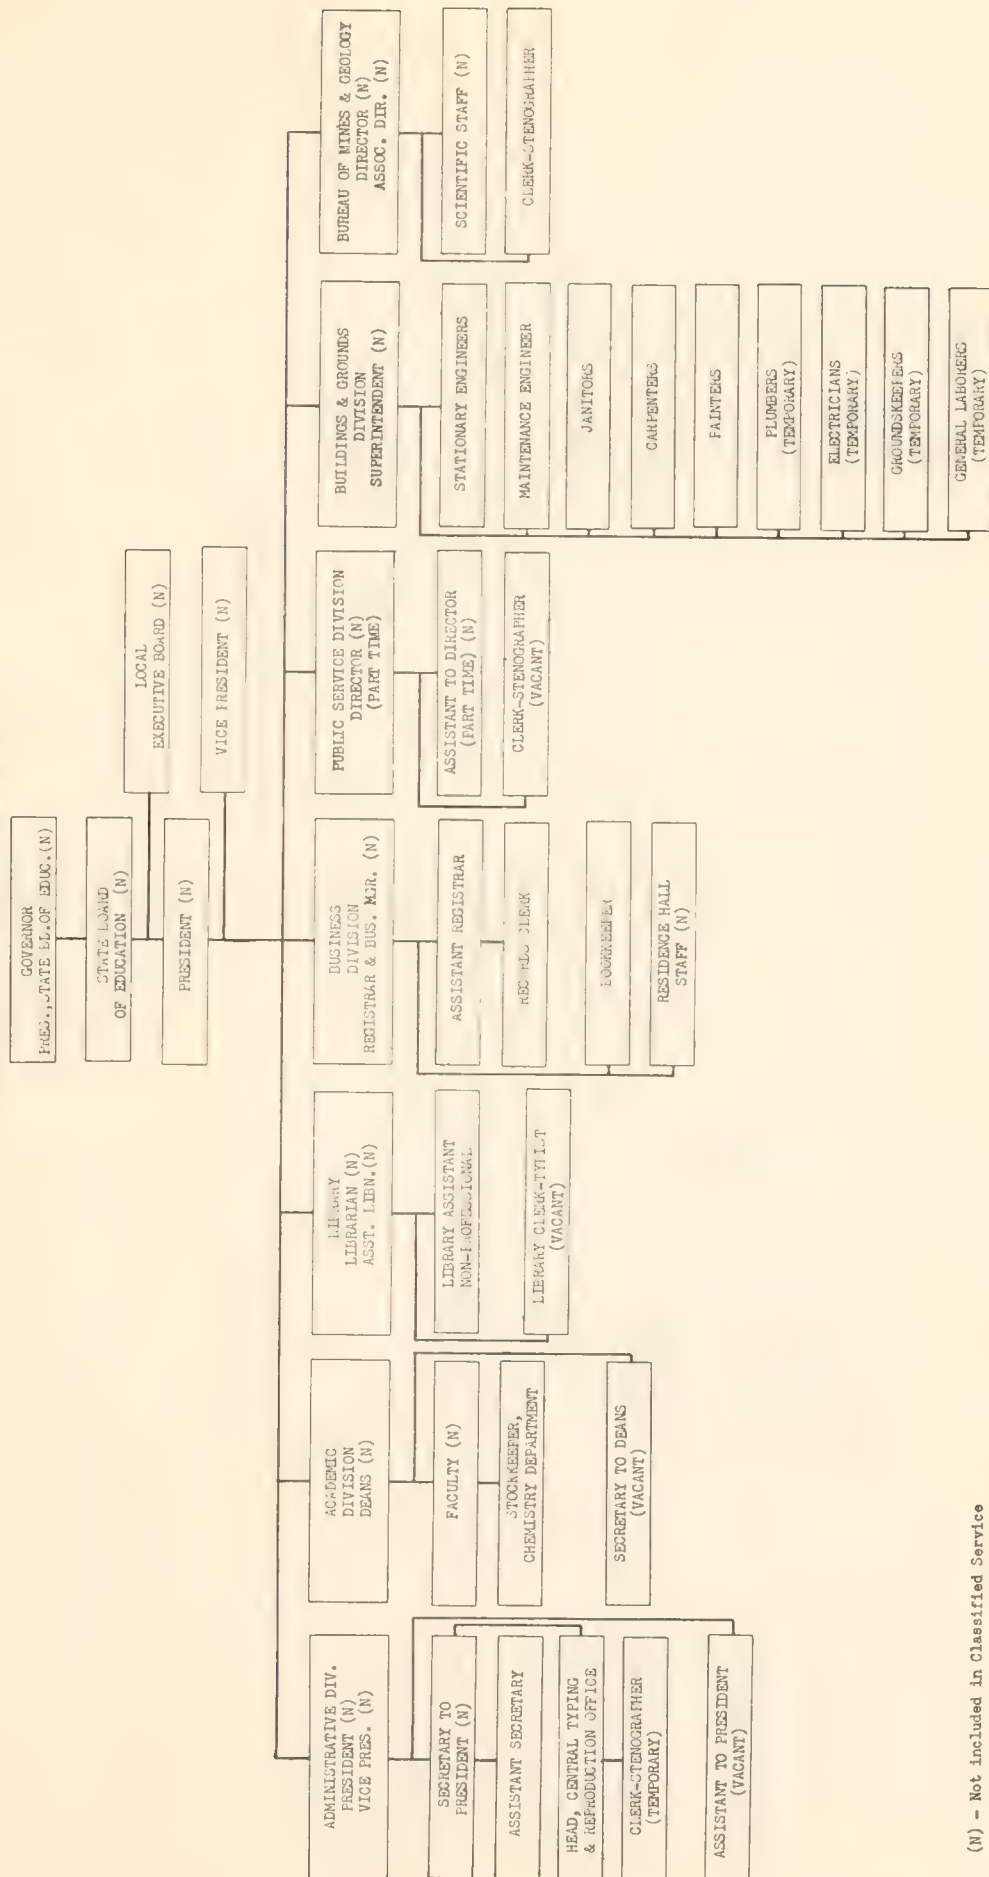 GOVERNOR
PRES., STATE BD. OF EDUC. (N)
STATE BOARD
OF EDUCATION (N)
LOCAL
EXECUTIVE BOARD (N)
PRESIDENT (N)
VICE PRESIDENT (N)
ADMINISTRATIVE DIV.
PRESIDENT (N)
VICE PRES. (N)
SECRETARY TO
PRESIDENT (N)
ASSISTANT SECRETARY
HEAD, CENTRAL TYPING
& REPRODUCTION OFFICE
CLERK-STENOGRAPHER
(TEMPORARY)
ASSISTANT TO PRESIDENT
(VACANT)
ACADEMIC
DIVISION
DEANS (N)
FACULTY (N)
STOCKKEEPER,
CHEMISTRY DEPARTMENT
SECRETARY TO DEANS
(VACANT)
LIBRARY
LIBRARIAN (N)
ASST. LIBN.(N)
LIBRARY ASSISTANT
NON-PROFESSIONAL
LIBRARY CLERK-TYPIST
(VACANT)
BUSINESS
DIVISION
REGISTRAR & BUS. MGR. (N)
ASSISTANT REGISTRAR
CLERK
BOOKKEEPER
RESIDENCE HALL
STAFF (N)
PUBLIC SERVICE DIVISION
DIRECTOR (N)
(PART TIME)
ASSISTANT TO DIRECTOR
(PART TIME) (N)
CLERK-STENOGRAPHER
(VACANT)
BUILDINGS & GROUNDS
DIVISION
SUPERINTENDENT (N)
STATIONARY ENGINEERS
MAINTENANCE ENGINEER
JANITORS
CARPENTERS
PAINTERS
PLUMBERS
(TEMPORARY)
ELECTRICIANS
(TEMPORARY)
GROUNDSKEEPERS
(TEMPORARY)
GENERAL LABORERS
(TEMPORARY)
BUREAU OF MINES & GEOLOGY
DIRECTOR (N)
ASSOC. DIR. (N)
SCIENTIFIC STAFF (N)
CLERK-STENOGRAPHER
(N) - Not included in Classified Service